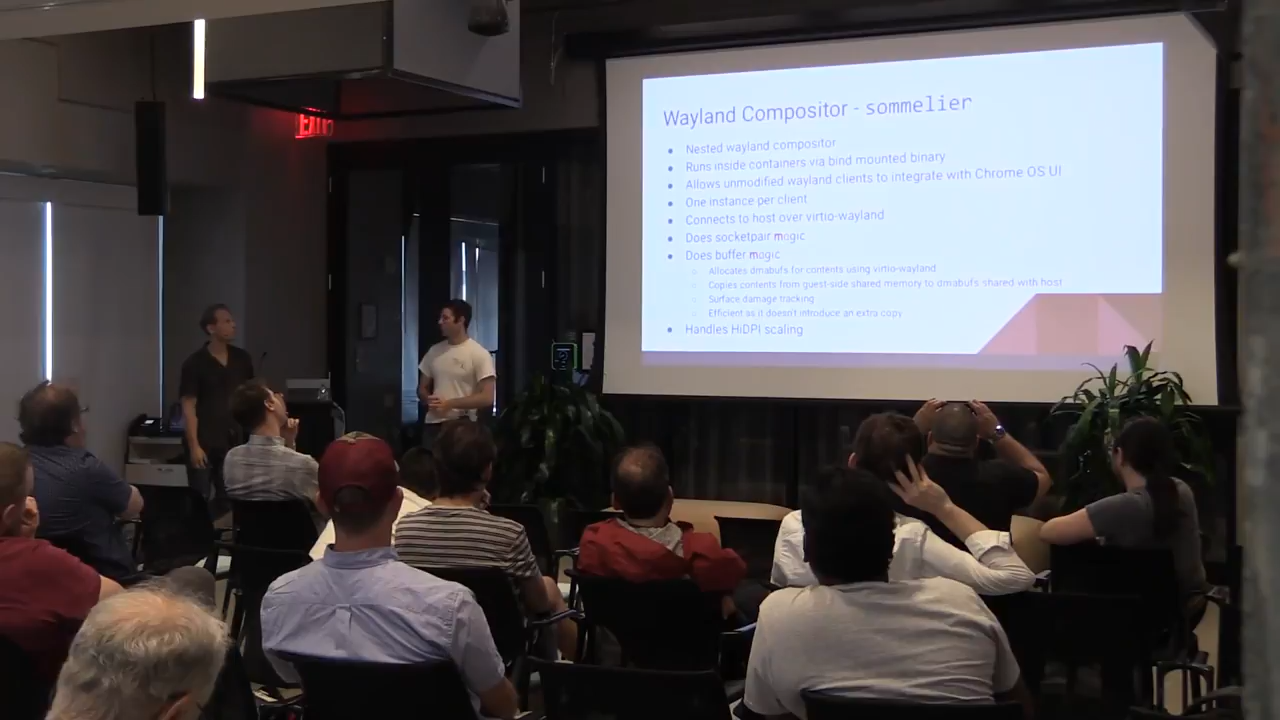 EXIT
Wayland Compositor - sommelier
● Nested wayland compositor
● Runs inside containers via bind mounted binary
● Allows unmodified wayland clients to integrate with Chrome OS UI
● One instance per client
● Connects to host over virtio-wayland
● Does socketpair magic
● Does buffer magic
○ Allocates dmabufs for contents using virtio-wayland
○ Copies contents from guest-side shared memory to dmabufs shared with host
○ Surface damage tracking
○ Efficient as it doesn't introduce an extra copy
● Handles HiDPI scaling